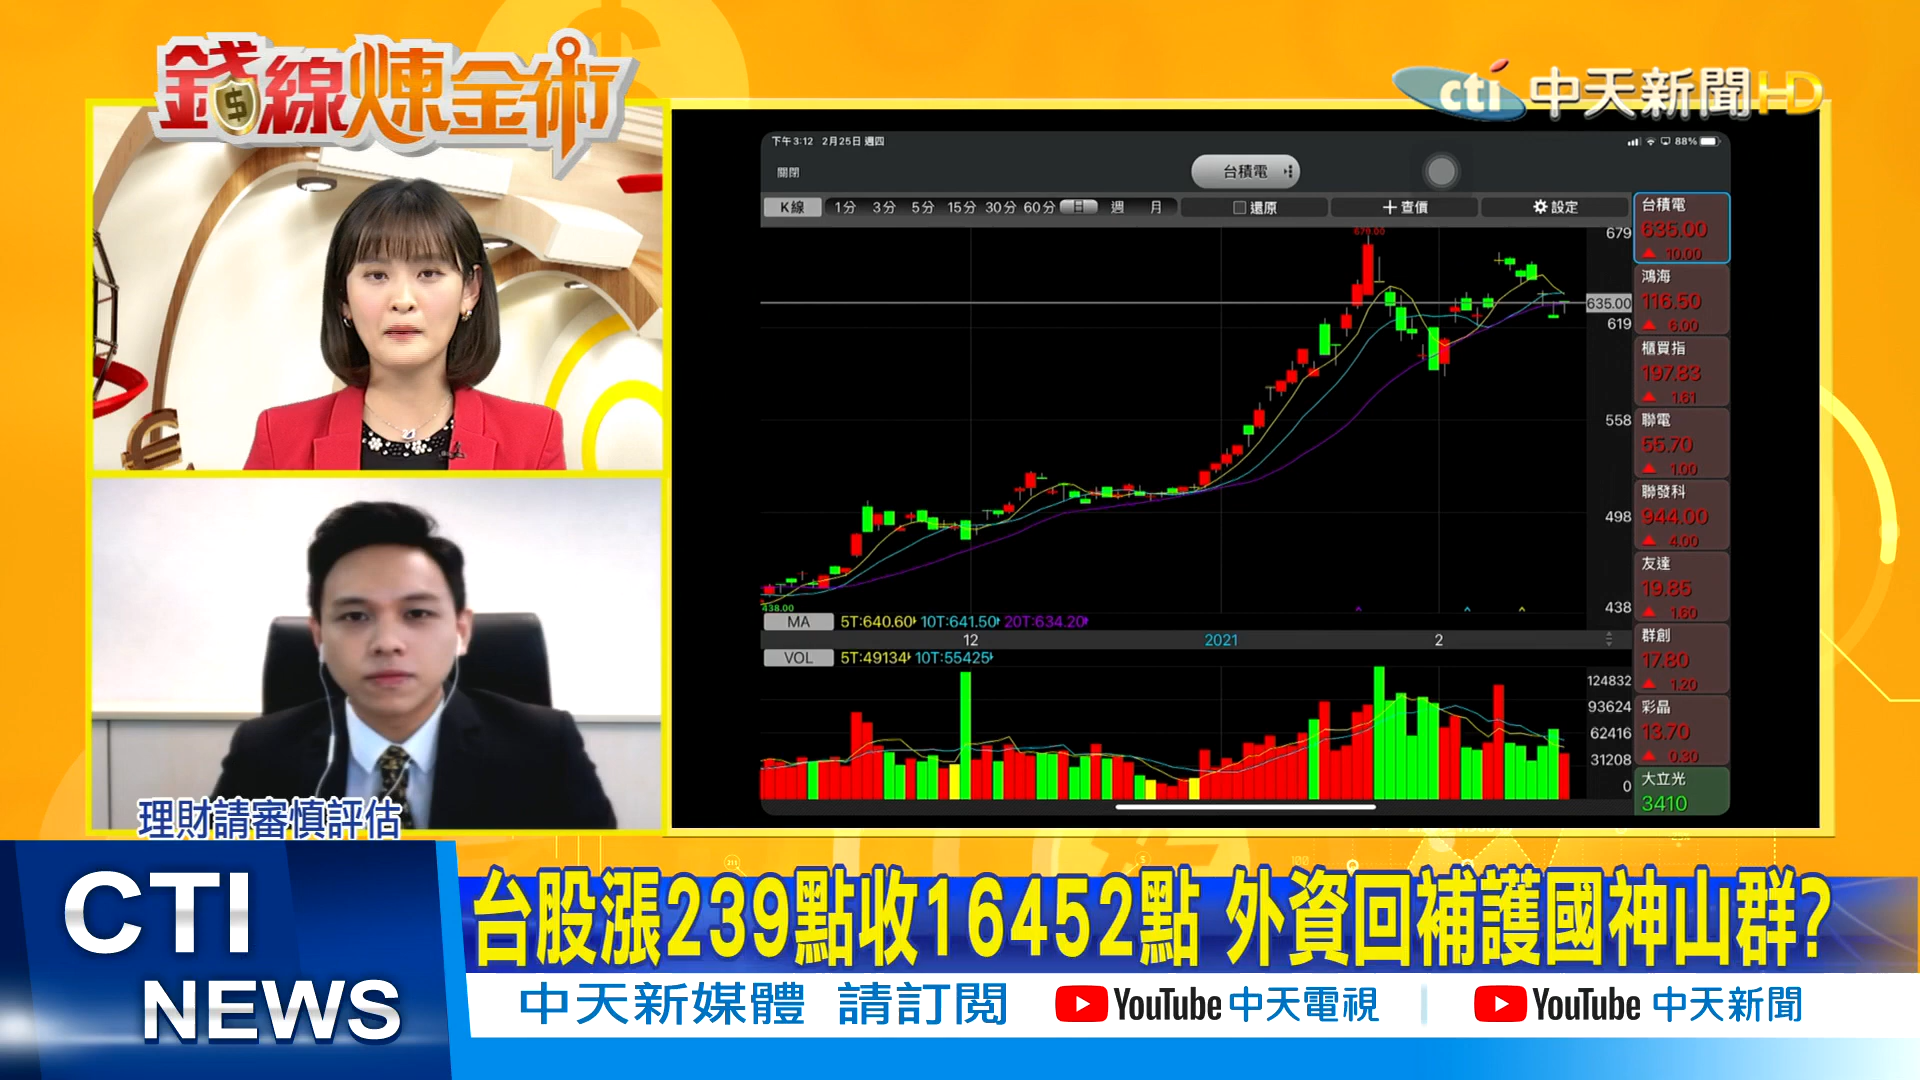 錢線煉金術
cti 中天新聞HD
下午3:12 2月25日 週四
88%
關閉
台積電
K線 1分 3分 5分 15分 30分 60分 日 週 月 還原 ＋查價 設定
679.00
679
635.00
619
558
498
438
438.00
MA 5T:640.60 10T:641.50 20T:634.20
12 2021 2
VOL 5T:49134 10T:55425
124832
93624
62416
31208
0
台積電
635.00
▲ 10.00
鴻海
116.50
▲ 6.00
櫃買指
197.83
▲ 1.61
聯電
55.70
▲ 1.00
聯發科
944.00
▲ 4.00
友達
19.85
▲ 1.60
群創
17.80
▲ 1.20
彩晶
13.70
▲ 0.30
大立光
3410
理財請審慎評估
CTI
NEWS
台股漲239點收16452點 外資回補護國神山群?
中天新媒體 請訂閱 YouTube 中天電視 | YouTube 中天新聞